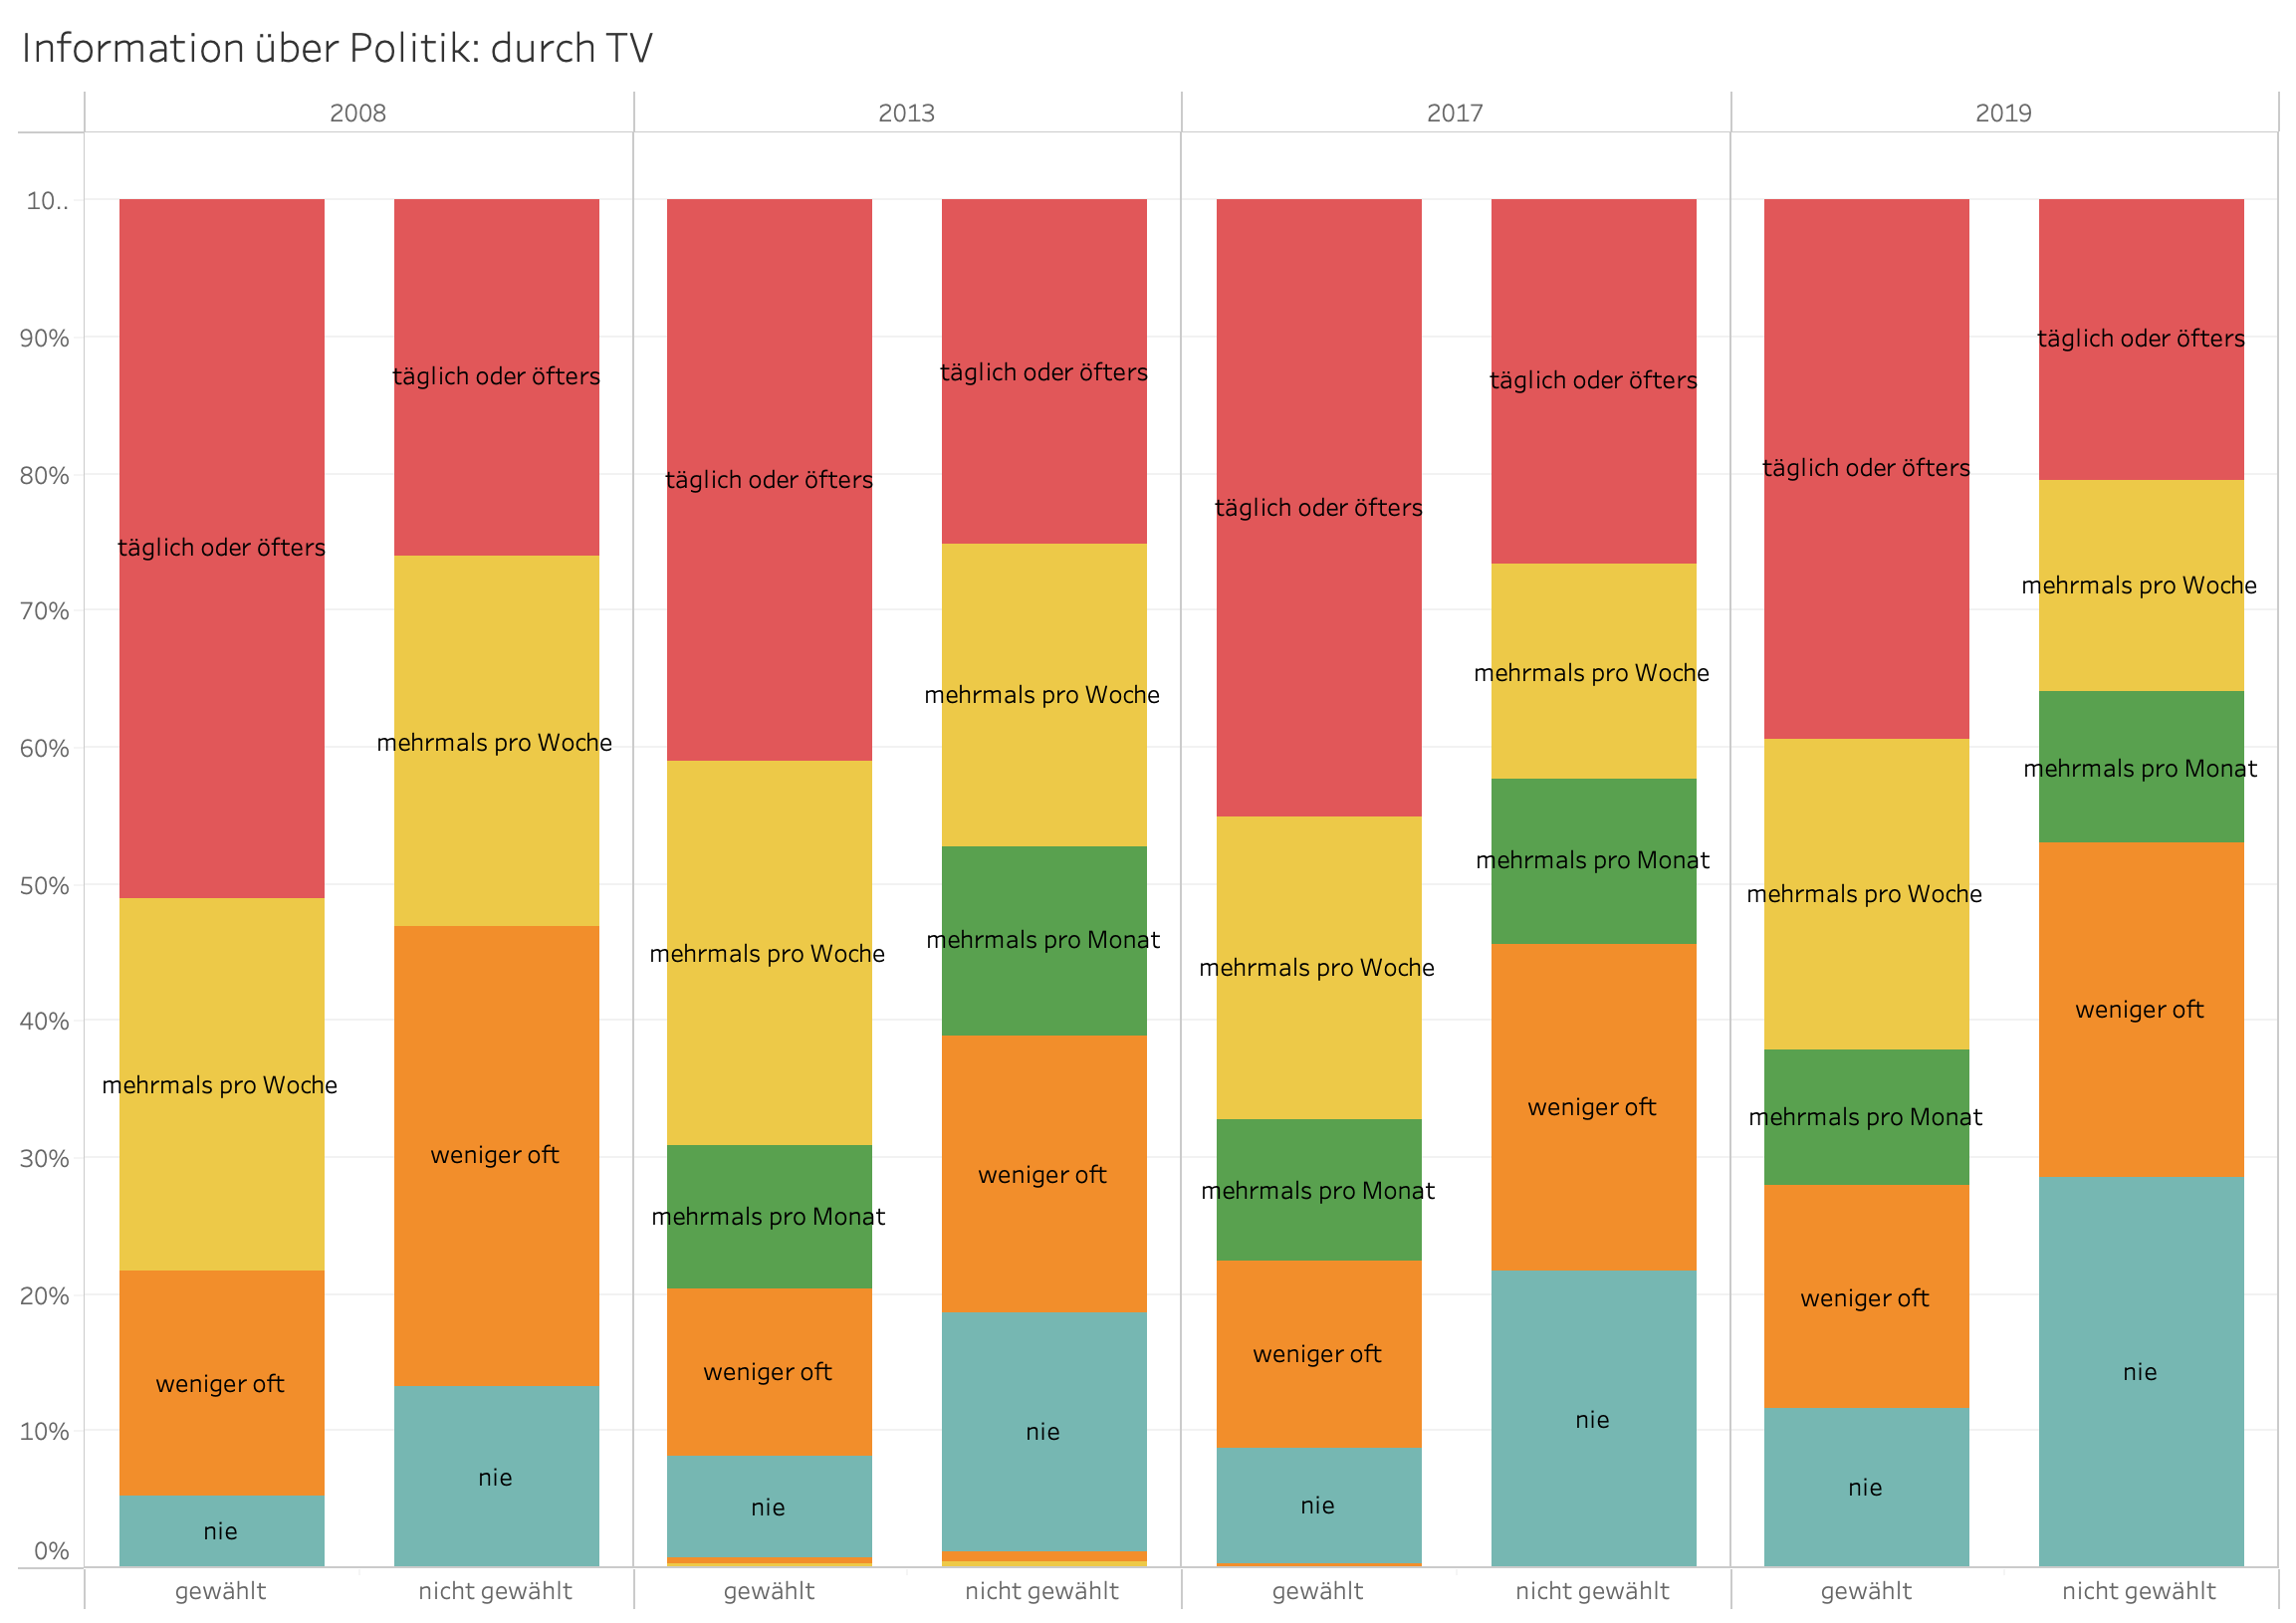 Information über Politik: durch TV
2008
2013
2017
2019
10..
90%
80%
70%
60%
50%
40%
30%
20%
10%
0%
täglich oder öfters
mehrmals pro Woche
weniger oft
nie
täglich oder öfters
mehrmals pro Woche
weniger oft
nie
täglich oder öfters
mehrmals pro Woche
mehrmals pro Monat
weniger oft
nie
täglich oder öfters
mehrmals pro Woche
mehrmals pro Monat
weniger oft
nie
täglich oder öfters
mehrmals pro Woche
mehrmals pro Monat
weniger oft
nie
täglich oder öfters
mehrmals pro Woche
mehrmals pro Monat
weniger oft
nie
täglich oder öfters
mehrmals pro Woche
mehrmals pro Monat
weniger oft
nie
täglich oder öfters
mehrmals pro Woche
mehrmals pro Monat
weniger oft
nie
gewählt
nicht gewählt
gewählt
nicht gewählt
gewählt
nicht gewählt
gewählt
nicht gewählt